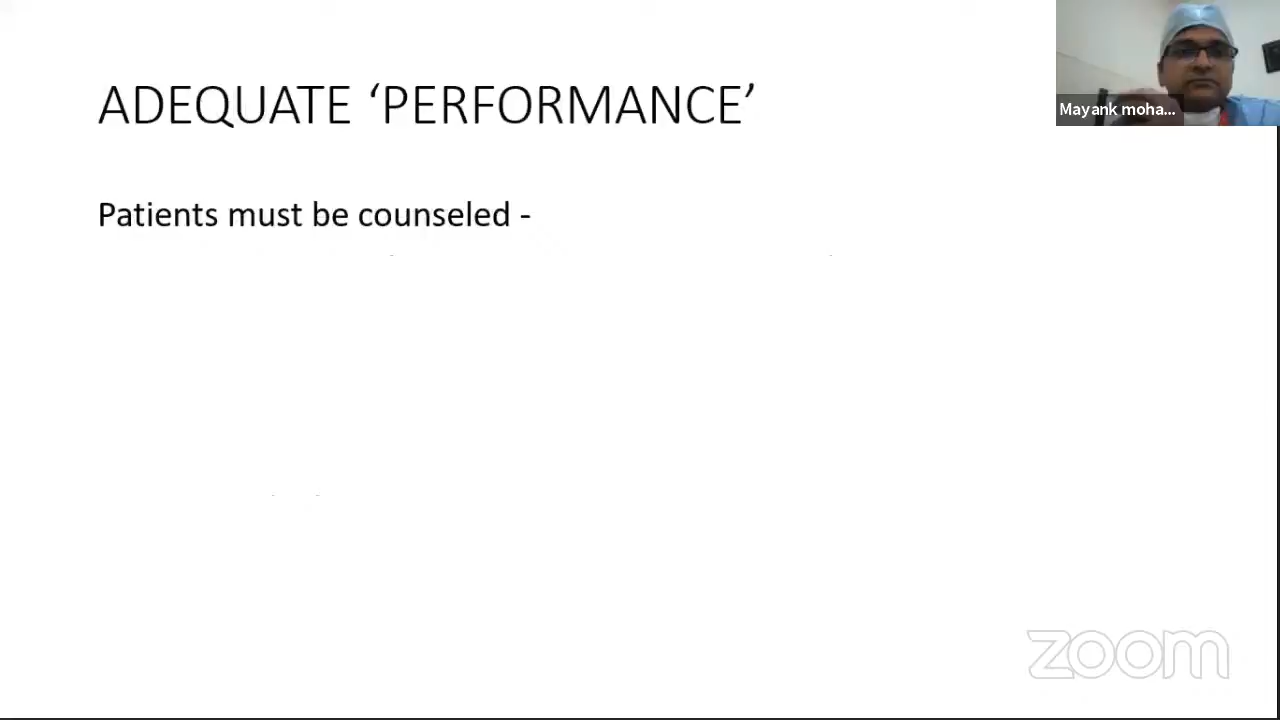 ADEQUATE ‘PERFORMANCE’
Mayank moha...
Patients must be counseled -
zoom